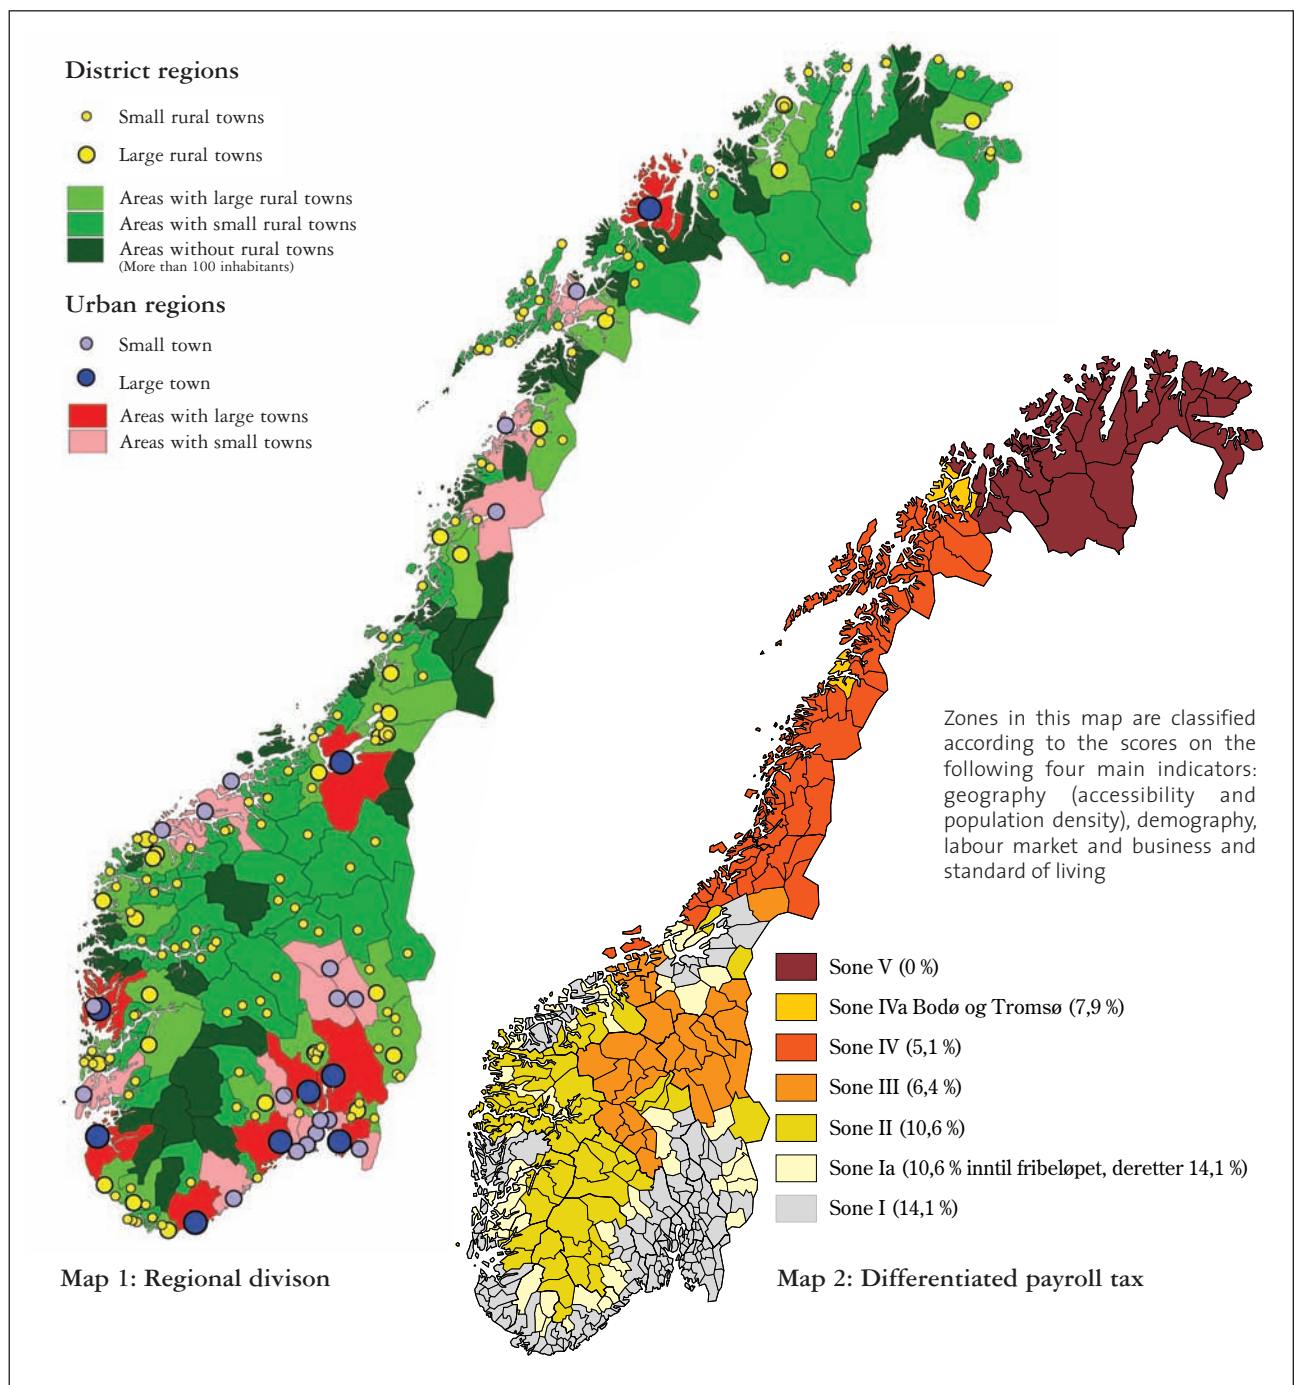 District regions
Small rural towns
Large rural towns
Areas with large rural towns
Areas with small rural towns
Areas without rural towns
(More than 100 inhabitants)
Urban regions
Small town
Large town
Areas with large towns
Areas with small towns
Zones in this map are classified
according to the scores on the
following four main indicators:
geography (accessibility and
population density), demography,
labour market and business and
standard of living
Sone V (0 %)
Sone IVa Bodø og Tromsø (7,9 %)
Sone IV (5,1 %)
Sone III (6,4 %)
Sone II (10,6 %)
Sone Ia (10,6 % inntil fribeløpet, deretter 14,1 %)
Sone I (14,1 %)
Map 1: Regional divison
Map 2: Differentiated payroll tax